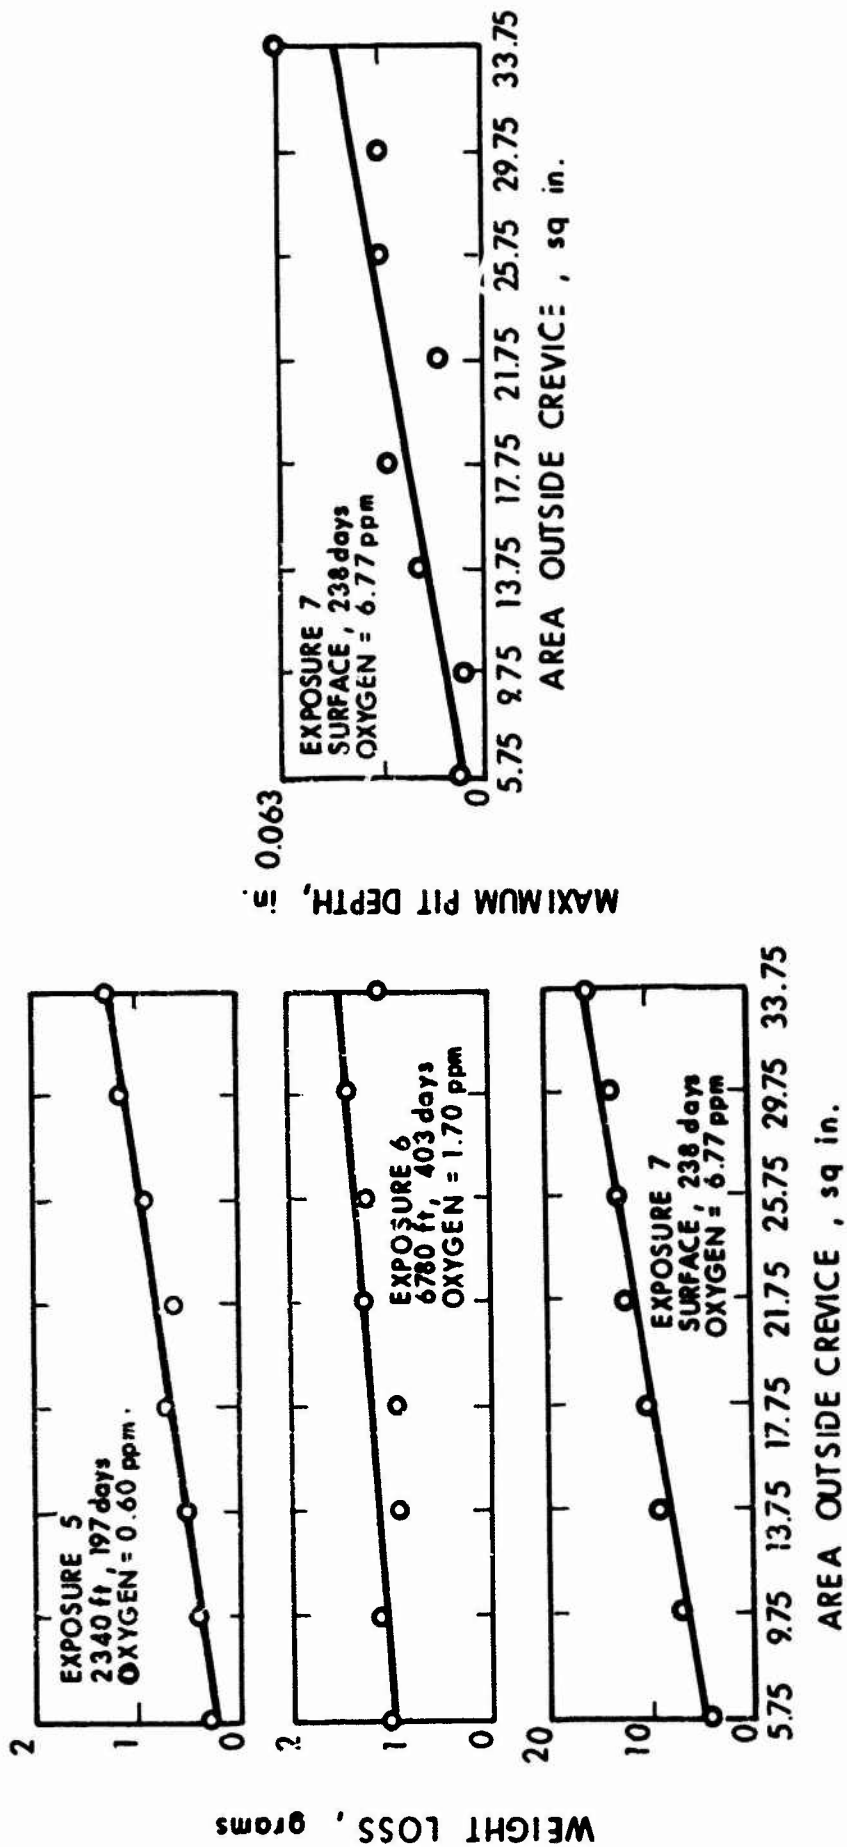 WEIGHT LOSS, grams
2
1
0
EXPOSURE 5
2340 ft, 197 days
OXYGEN = 0.60 ppm.
2
1
0
EXPOSURE 6
6780 ft, 403 days
OXYGEN = 1.70 ppm
20
10
0
EXPOSURE 7
SURFACE, 238 days
OXYGEN = 6.77 ppm
5.75 9.75 13.75 17.75 21.75 25.75 29.75 33.75
AREA OUTSIDE CREVICE, sq in.
MAXIMUM PIT DEPTH, in.
0.063
0
EXPOSURE 7
SURFACE, 238 days
OXYGEN = 6.77 ppm
5.75 9.75 13.75 17.75 21.75 25.75 29.75 33.75
AREA OUTSIDE CREVICE, sq in.